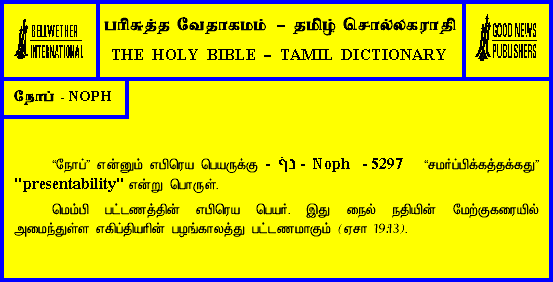 BELLWETHER
INTERNATIONAL
பரிசுத்த வேதாகமம் – தமிழ் சொல்லகராதி
THE HOLY BIBLE – TAMIL DICTIONARY
GOOD NEWS
PUBLISHERS
நோப் - NOPH
“நோப்” என்னும் எபிரெய பெயருக்கு - נֹף - Noph - 5297 “சமர்ப்பிக்கத்தக்கது”
"presentability" என்று பொருள்.
மெம்பி பட்டணத்தின் எபிரெய பெயர். இது நைல் நதியின் மேற்குகரையில்
அமைந்துள்ள எகிப்தியரின் பழங்காலத்து பட்டணமாகும் (ஏசா 19:13).